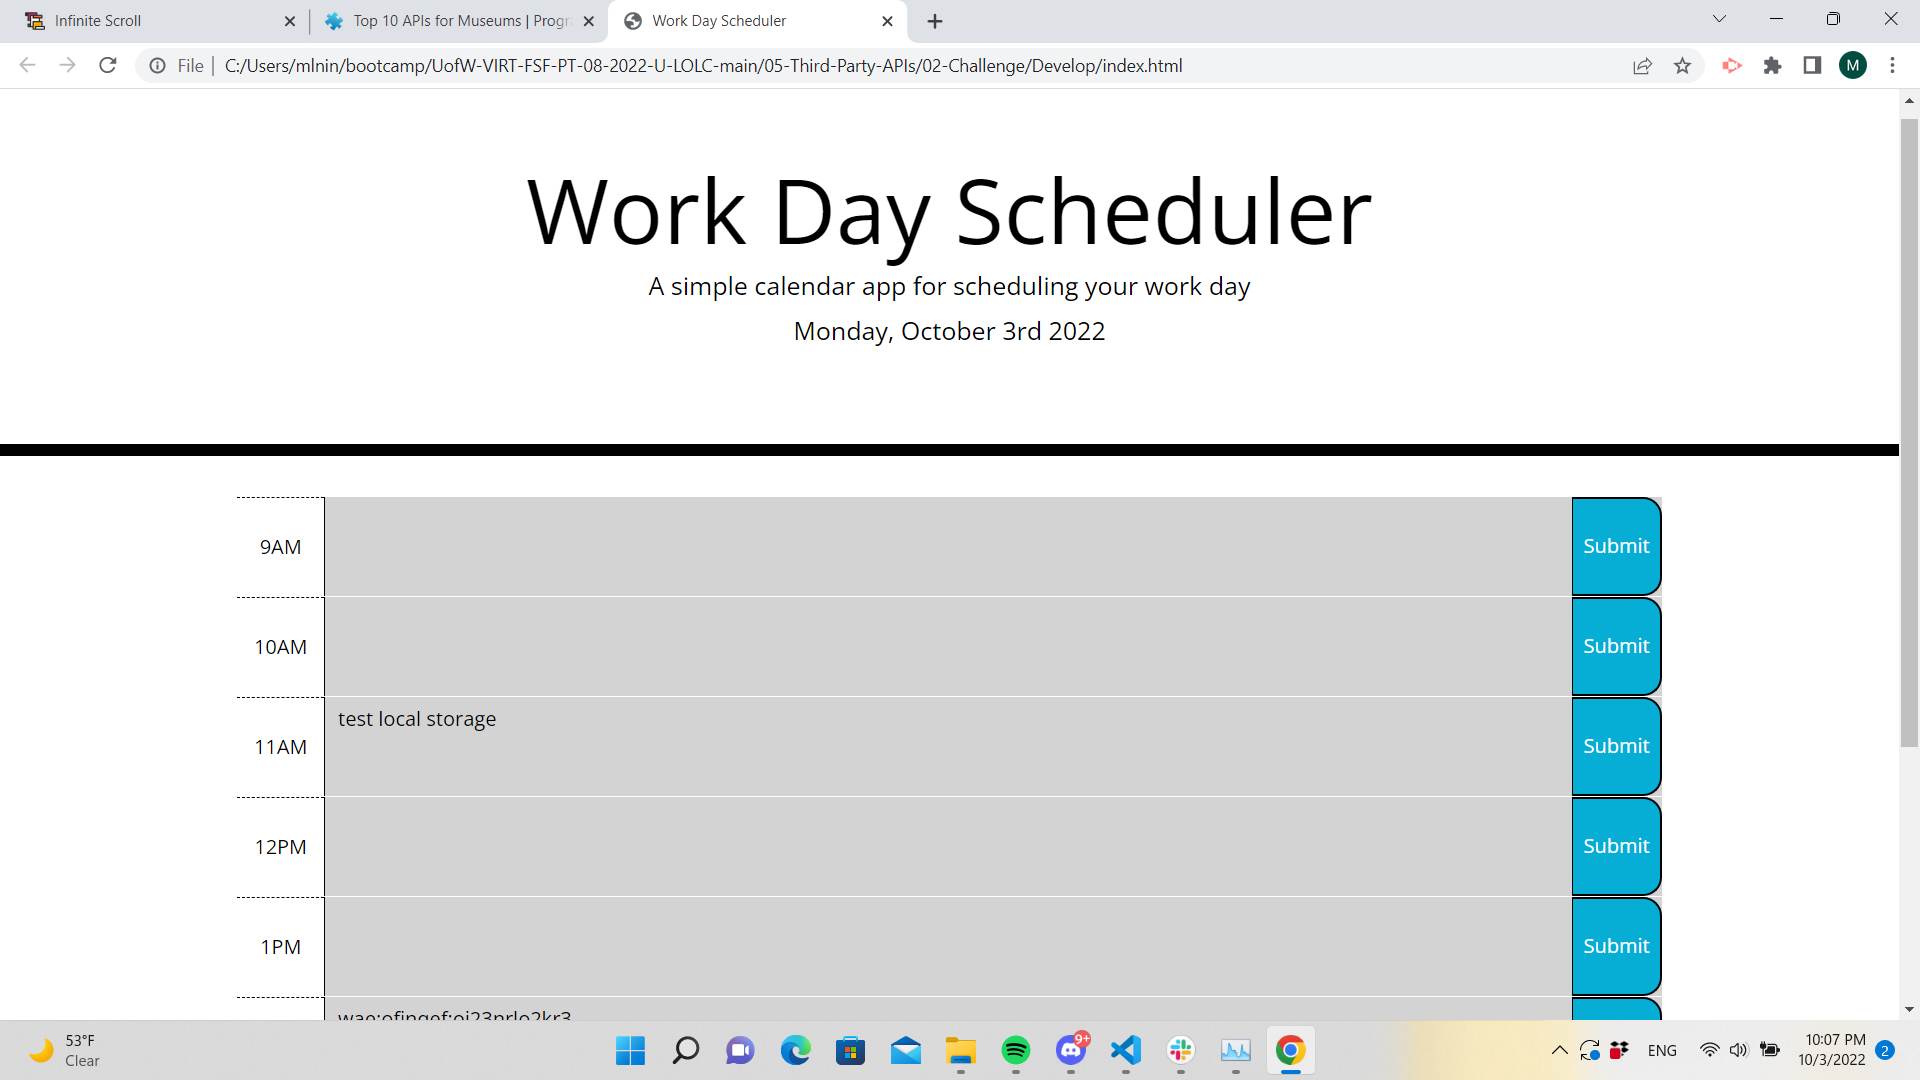 Infinite Scroll
Top 10 APIs for Museums | Progr
Work Day Scheduler
File
C:/Users/mlnin/bootcamp/UofW-VIRT-FSF-PT-08-2022-U-LOLC-main/05-Third-Party-APIs/02-Challenge/Develop/index.html
M
Work Day Scheduler
A simple calendar app for scheduling your work day
Monday, October 3rd 2022
9AM
Submit
10AM
Submit
test local storage
11AM
Submit
12PM
Submit
1PM
Submit
53°F
Clear
9+
ENG
10:07 PM
10/3/2022
2